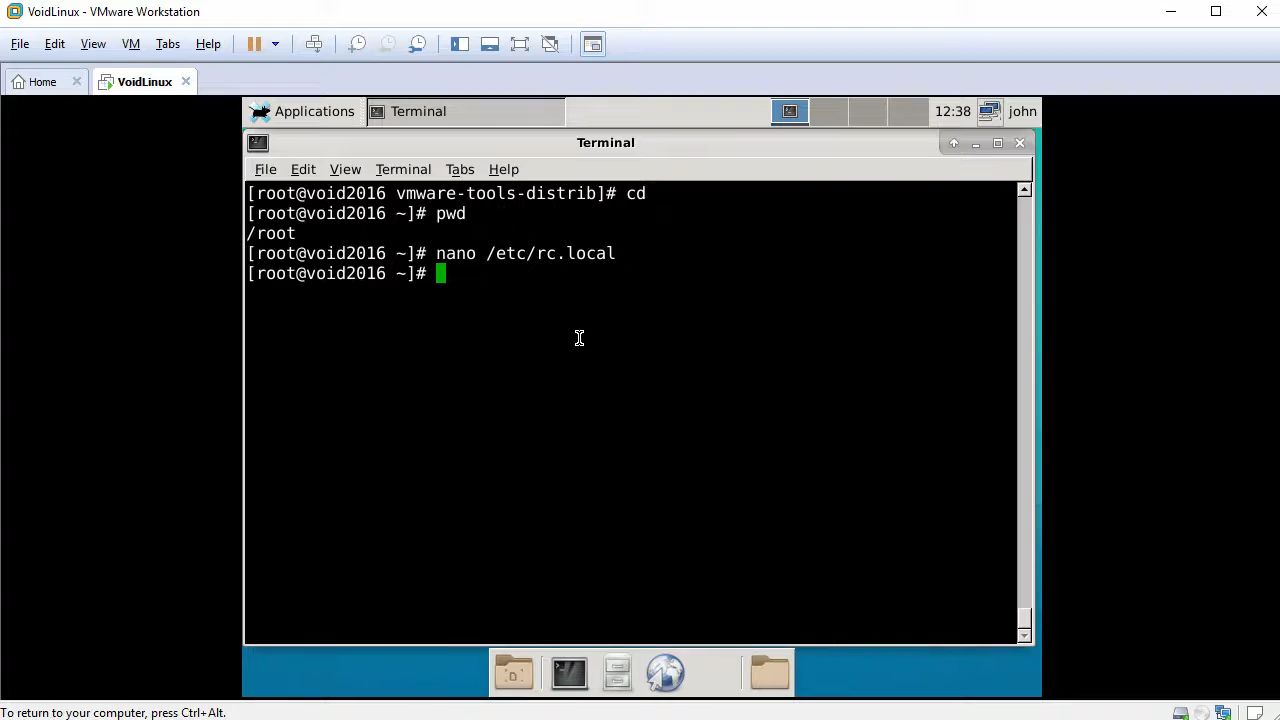 VoidLinux - VMware Workstation
File Edit View VM Tabs Help
Home VoidLinux
Applications Terminal 12:38 john
Terminal
File Edit View Terminal Tabs Help
[root@void2016 vmware-tools-distrib]# cd
[root@void2016 ~]# pwd
/root
[root@void2016 ~]# nano /etc/rc.local
[root@void2016 ~]#
To return to your computer, press Ctrl+Alt.